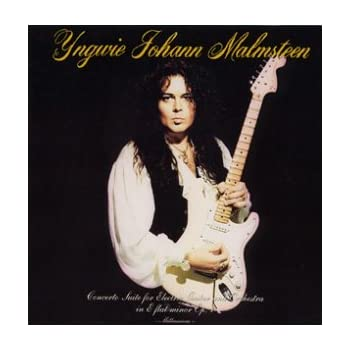 Yngwie Johann Malmsteen
Concerto Suite for Electric Guitar and Orchestra
in E flat minor Op.
Millennium